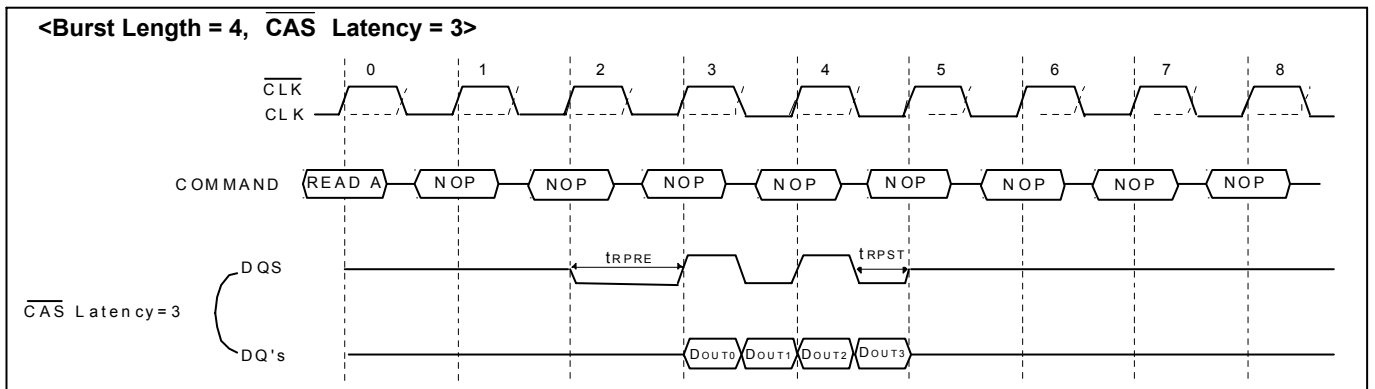 <Burst Length = 4, CAS Latency = 3>
0 1 2 3 4 5 6 7 8
CLK
CLK
COMMAND READ A NOP NOP NOP NOP NOP NOP NOP NOP
DQS tRPRE tRPST
CAS Latency=3
DQ's DOUT0 DOUT1 DOUT2 DOUT3